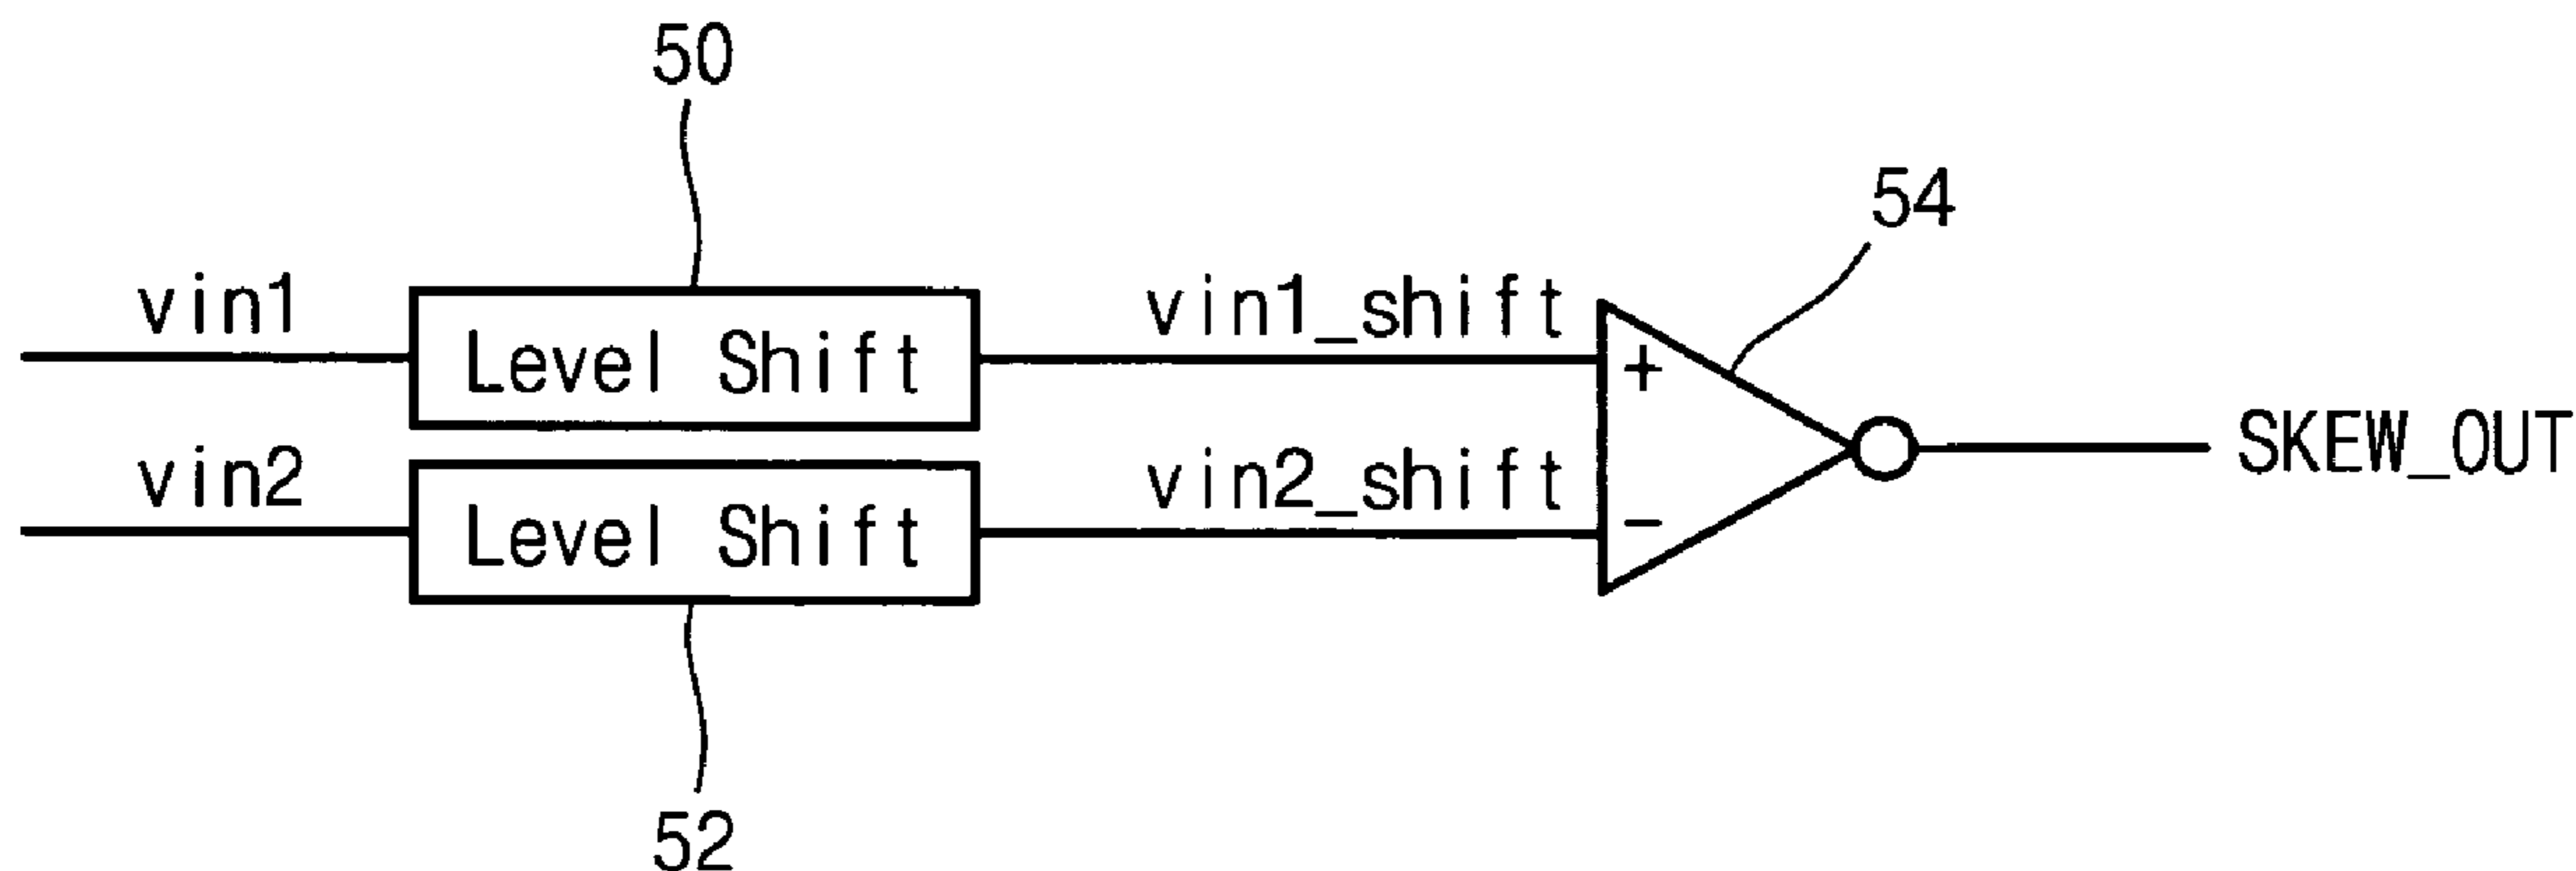 50
54
vin1
Level Shift
vin1_shift
+
SKEW_OUT
vin2
Level Shift
vin2_shift
−
52